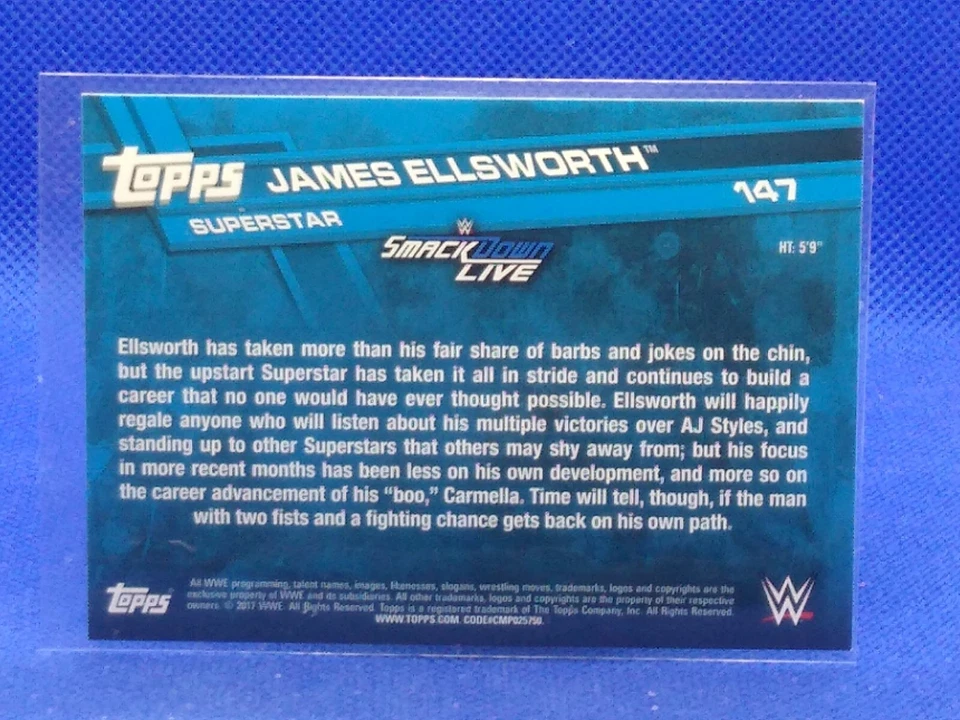 TOPPS
JAMES ELLSWORTH™
SUPERSTAR
147
W
SMACKDOWN
LIVE
HT: 5'9"
Ellsworth has taken more than his fair share of barbs and jokes on the chin,
but the upstart Superstar has taken it all in stride and continues to build a
career that no one would have ever thought possible. Ellsworth will happily
regale anyone who will listen about his multiple victories over AJ Styles, and
standing up to other Superstars that others may shy away from; but his focus
in more recent months has been less on his own development, and more so on
the career advancement of his “boo,” Carmella. Time will tell, though, if the man
with two fists and a fighting chance gets back on his own path.
TOPPS
All WWE programming, talent names, images, likenesses, slogans, wrestling moves, trademarks, logos and copyrights are the
exclusive property of WWE and its subsidiaries. All other trademarks, logos and copyrights are the property of their respective
owners. © 2017 WWE. All Rights Reserved. Topps is a registered trademark of The Topps Company, Inc. All Rights Reserved.
WWW.TOPPS.COM. CODE#CMP025750.
W